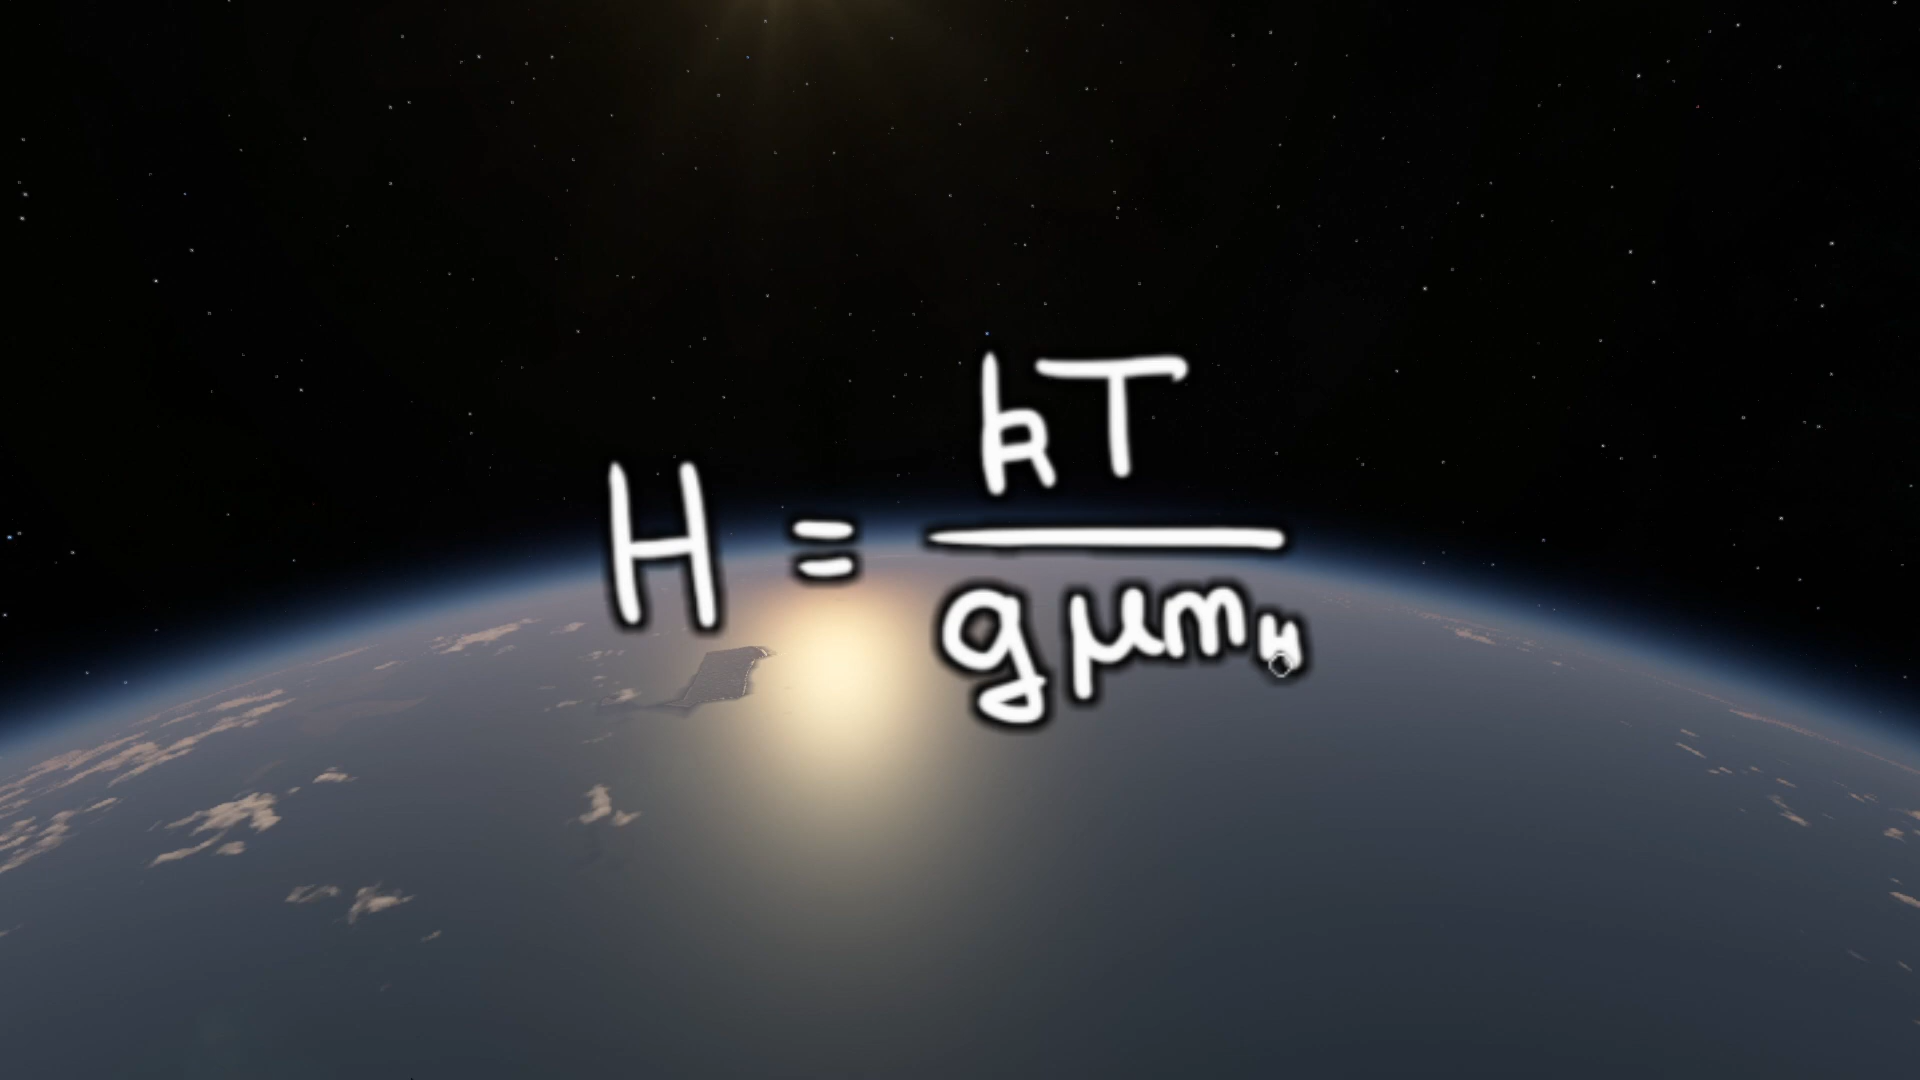 H = kT / gμm_H